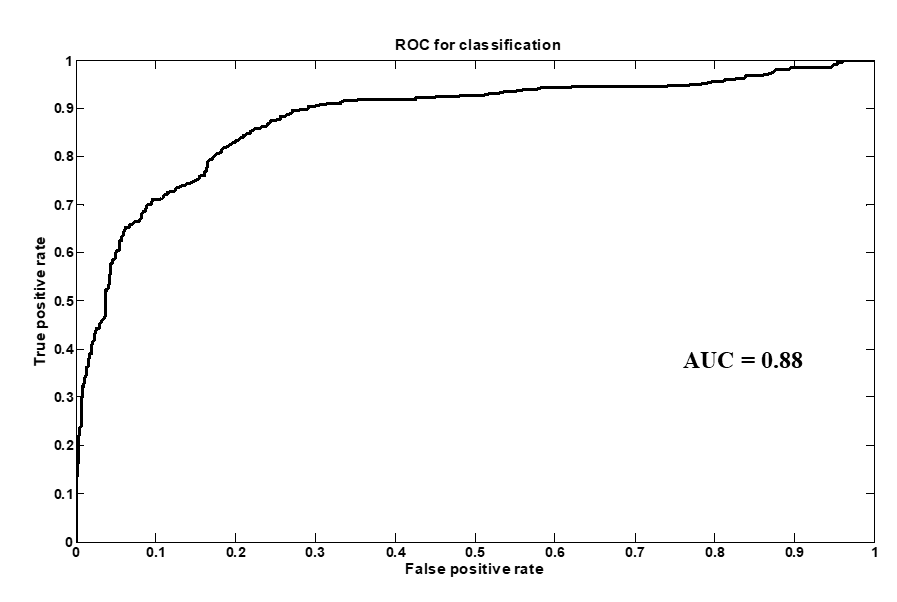 ROC for classification
1
0.9
0.8
0.7
0.6
0.5
0.4
0.3
0.2
0.1
0
True positive rate
AUC = 0.88
0 0.1 0.2 0.3 0.4 0.5 0.6 0.7 0.8 0.9 1
False positive rate